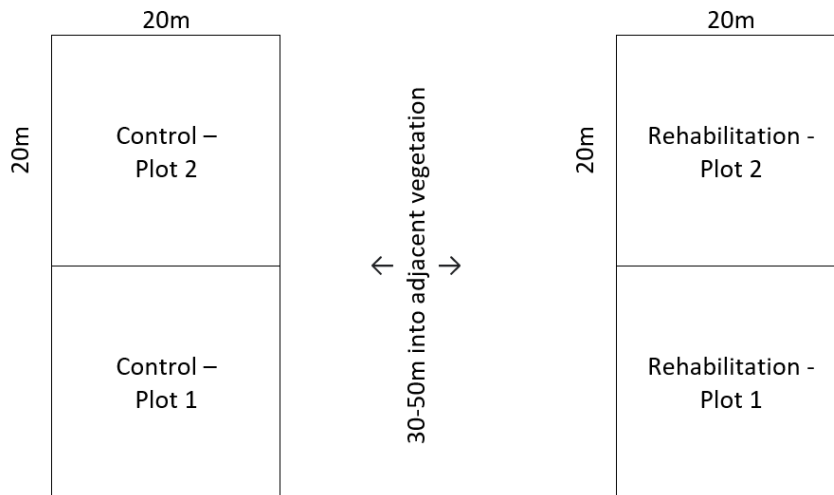 20m
20m
20m
Control –
Plot 2
30-50m into adjacent vegetation
20m
Rehabilitation -
Plot 2
← →
Control –
Plot 1
Rehabilitation -
Plot 1